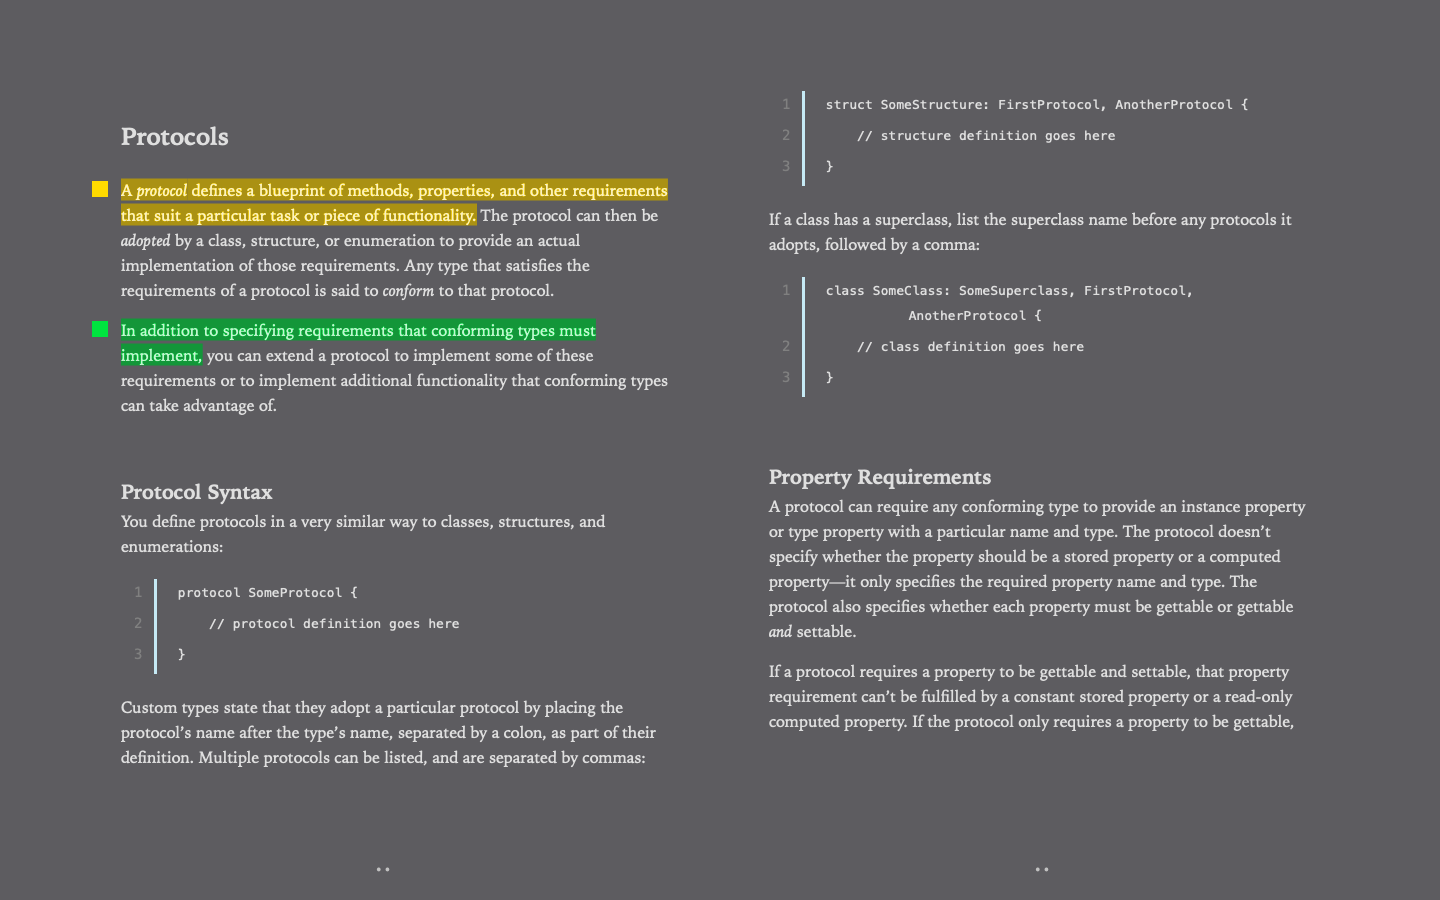 Protocols
A protocol defines a blueprint of methods, properties, and other requirements
that suit a particular task or piece of functionality. The protocol can then be
adopted by a class, structure, or enumeration to provide an actual
implementation of those requirements. Any type that satisfies the
requirements of a protocol is said to conform to that protocol.
In addition to specifying requirements that conforming types must
implement, you can extend a protocol to implement some of these
requirements or to implement additional functionality that conforming types
can take advantage of.
Protocol Syntax
You define protocols in a very similar way to classes, structures, and
enumerations:
1 protocol SomeProtocol {
2 // protocol definition goes here
3 }
Custom types state that they adopt a particular protocol by placing the
protocol’s name after the type’s name, separated by a colon, as part of their
definition. Multiple protocols can be listed, and are separated by commas:
1 struct SomeStructure: FirstProtocol, AnotherProtocol {
2 // structure definition goes here
3 }
If a class has a superclass, list the superclass name before any protocols it
adopts, followed by a comma:
1 class SomeClass: SomeSuperclass, FirstProtocol,
AnotherProtocol {
2 // class definition goes here
3 }
Property Requirements
A protocol can require any conforming type to provide an instance property
or type property with a particular name and type. The protocol doesn’t
specify whether the property should be a stored property or a computed
property—it only specifies the required property name and type. The
protocol also specifies whether each property must be gettable or gettable
and settable.
If a protocol requires a property to be gettable and settable, that property
requirement can’t be fulfilled by a constant stored property or a read-only
computed property. If the protocol only requires a property to be gettable,